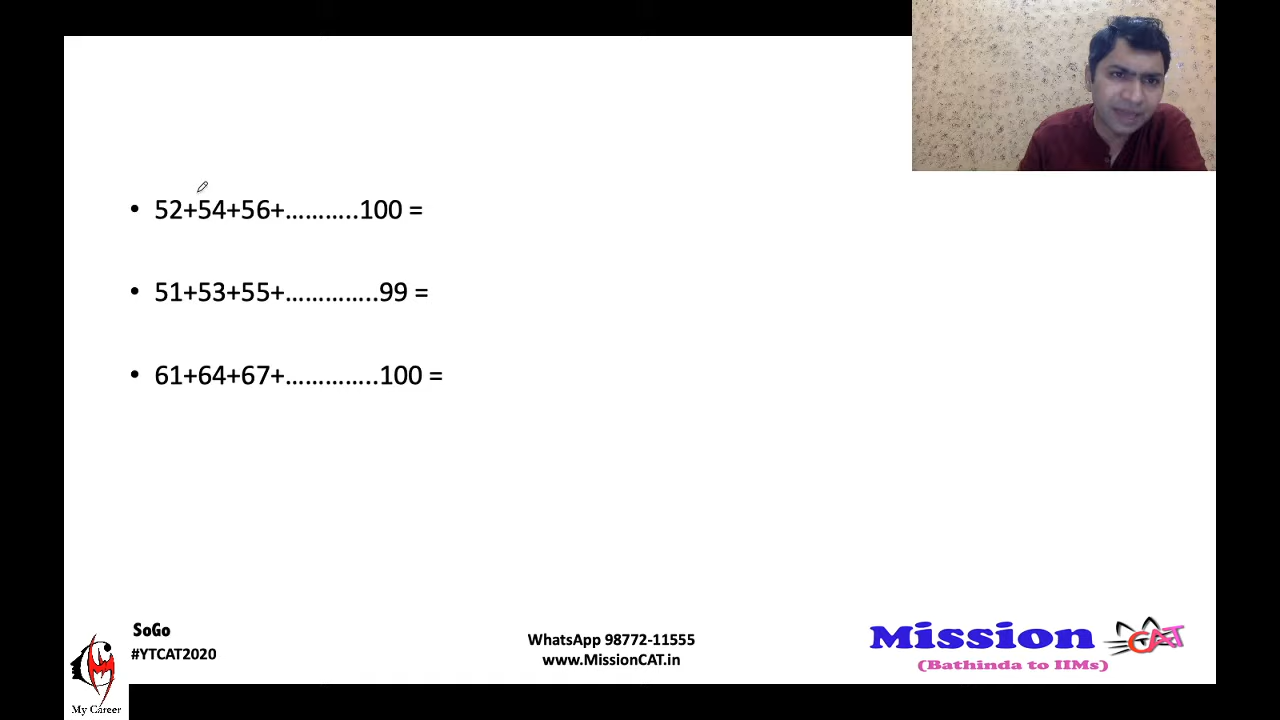 • 52+54+56+………..100 =
• 51+53+55+…………..99 =
• 61+64+67+…………..100 =
SoGo
#YTCAT2020
WhatsApp 98772-11555
www.MissionCAT.in
Mission CAT
(Bathinda to IIMs)
My Career